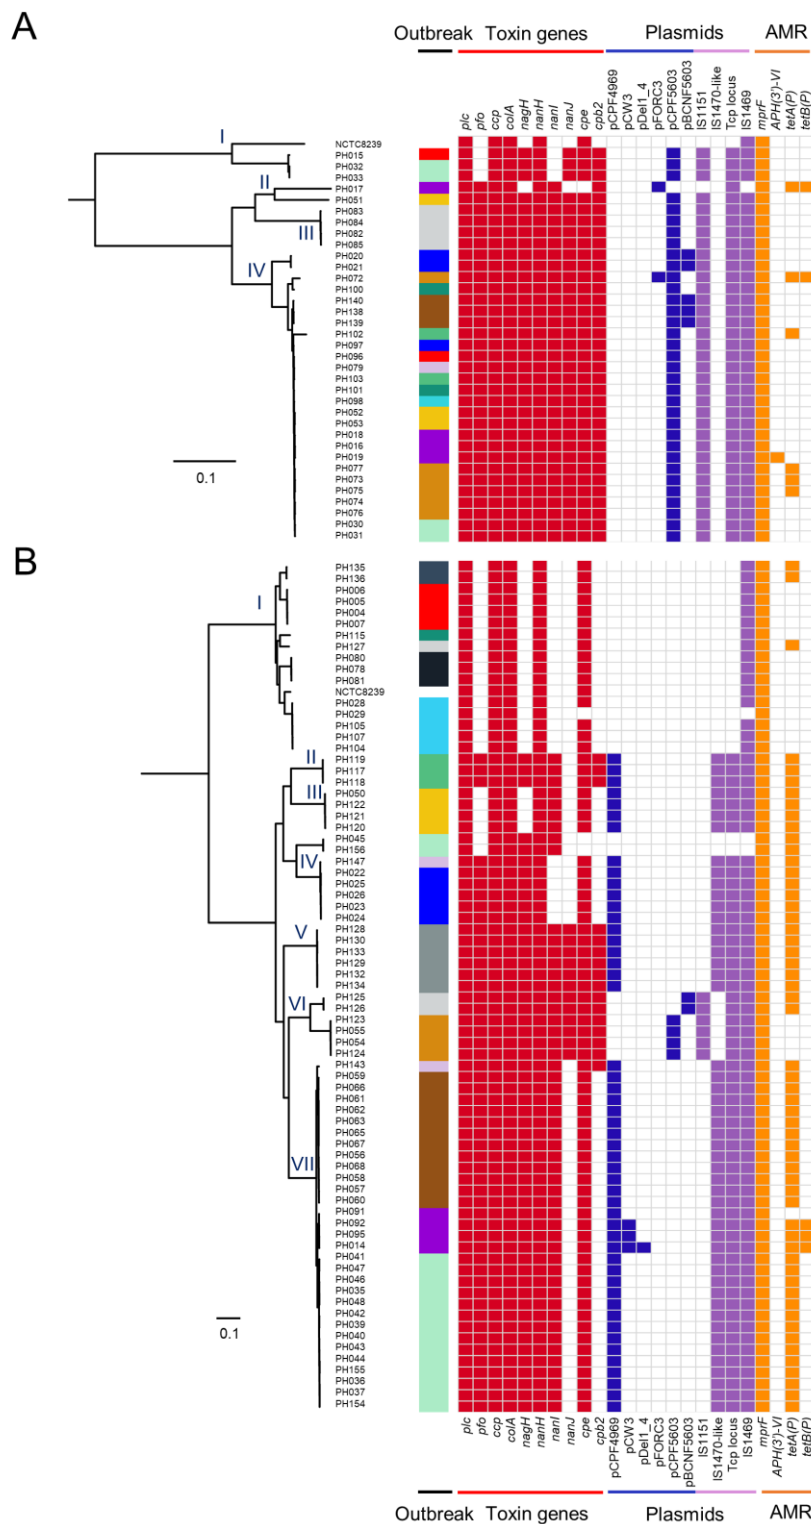 A
Outbreak Toxin genes Plasmids AMR
plc
pfo
ccp
colA
nagH
nanH
nanI
nanJ
cpe
cpb2
pCPF4969
pCW3
pDel1_4
pFORC3
pCPF5603
pBCNF5603
IS1151
IS1470-like
Tcp locus
IS1469
mprF
APH(3')-VI
tetA(P)
tetB(P)
I
II
III
IV
NCTC8239
PH015
PH032
PH033
PH017
PH051
PH083
PH084
PH082
PH085
PH020
PH021
PH072
PH100
PH140
PH138
PH139
PH102
PH097
PH096
PH079
PH103
PH101
PH098
PH052
PH053
PH018
PH016
PH019
PH077
PH073
PH075
PH074
PH076
PH030
PH031
0.1
B
I
II
III
IV
V
VI
VII
PH135
PH136
PH006
PH005
PH004
PH007
PH115
PH127
PH080
PH078
PH081
NCTC8239
PH028
PH029
PH105
PH107
PH104
PH119
PH117
PH118
PH050
PH122
PH121
PH120
PH045
PH156
PH147
PH022
PH025
PH026
PH023
PH024
PH128
PH130
PH133
PH129
PH132
PH134
PH125
PH126
PH123
PH055
PH054
PH124
PH143
PH059
PH066
PH061
PH062
PH063
PH065
PH067
PH056
PH068
PH058
PH057
PH060
PH091
PH092
PH095
PH014
PH041
PH047
PH046
PH035
PH048
PH042
PH039
PH040
PH043
PH044
PH155
PH036
PH037
PH154
0.1
plc
pfo
ccp
colA
nagH
nanH
nanI
nanJ
cpe
cpb2
pCPF4969
pCW3
pDel1_4
pFORC3
pCPF5603
pBCNF5603
IS1151
IS1470-like
Tcp locus
IS1469
mprF
APH(3')-VI
tetA(P)
tetB(P)
Outbreak Toxin genes Plasmids AMR